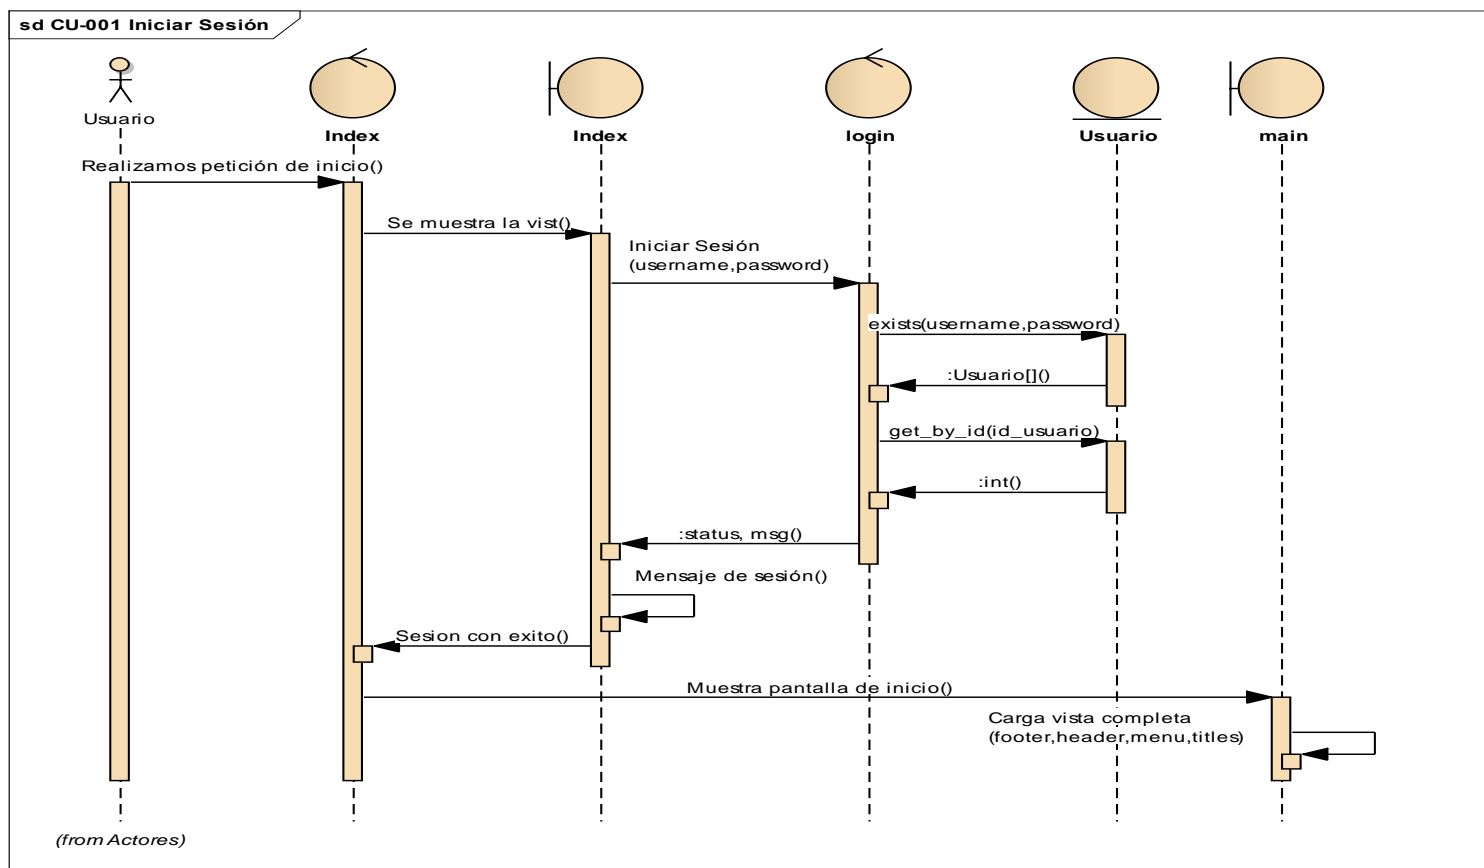 sd CU-001 Iniciar Sesión
Usuario
Index
Index
login
Usuario
main
Realizamos petición de inicio()
Se muestra la vist()
Iniciar Sesión
(username,password)
exists(username,password)
:Usuario[]()
get_by_id(id_usuario)
:int()
:status, msg()
Mensaje de sesión()
Sesion con exito()
Muestra pantalla de inicio()
Carga vista completa
(footer,header,menu,titles)
(from Actores)